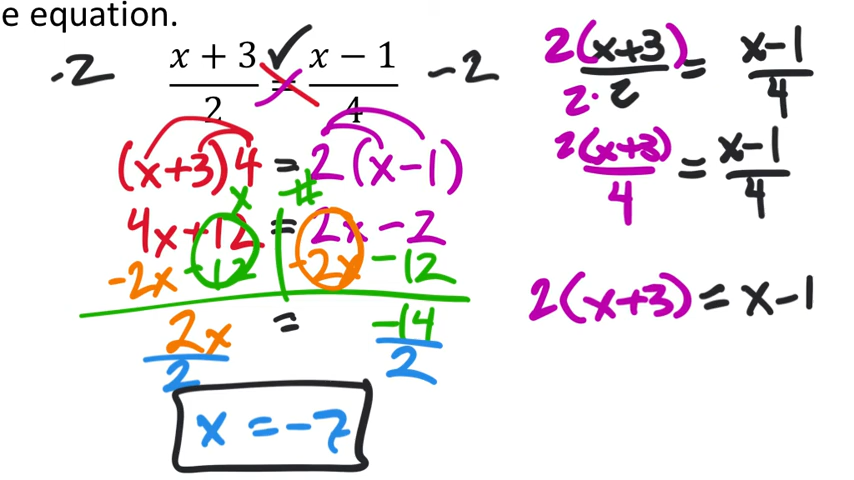 e equation.
-2 (x + 3)/2 = (x − 1)/4 -2
(x+3)4 = 2(x-1)
x | #
4x+12 = 2x-2
-2x -12 -2x -12
2x = -14
2 2
x = -7
2(x+3)/2·2 = x-1/4
2(x+3)/4 = x-1/4
2(x+3) = x-1